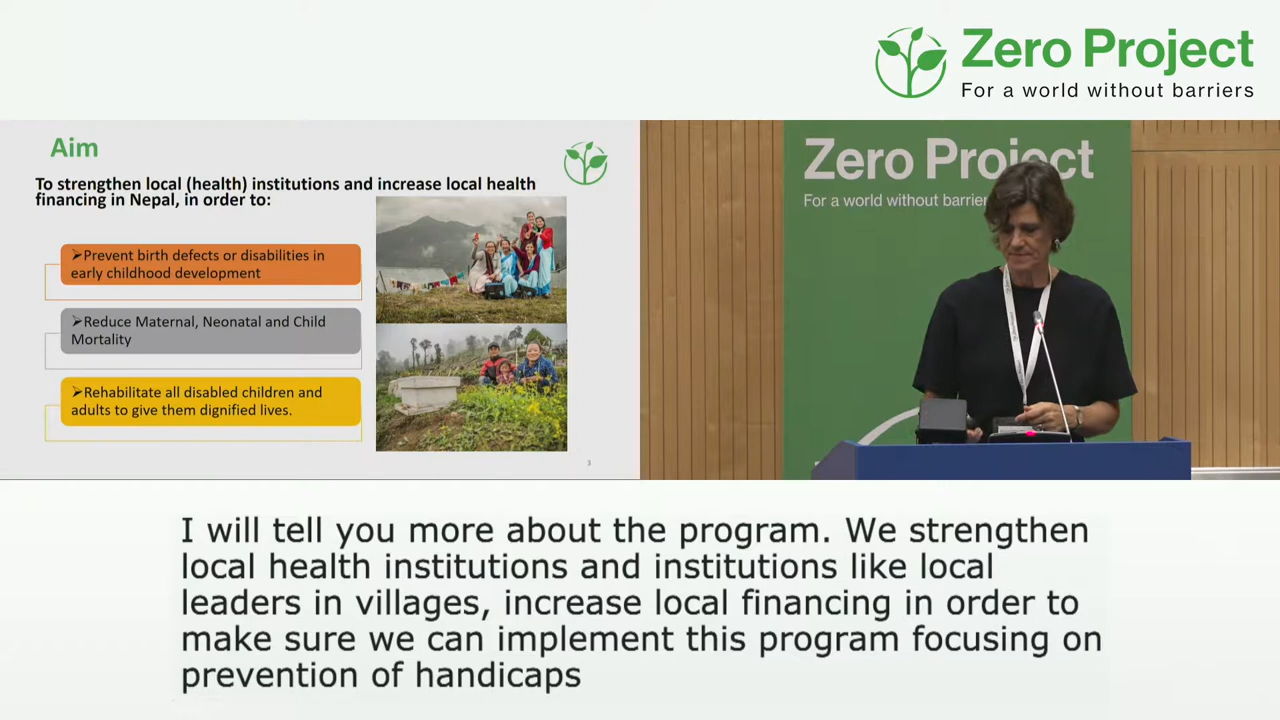 Zero Project
For a world without barriers
Aim
To strengthen local (health) institutions and increase local health
financing in Nepal, in order to:
➢Prevent birth defects or disabilities in
early childhood development
➢Reduce Maternal, Neonatal and Child
Mortality
➢Rehabilitate all disabled children and
adults to give them dignified lives.
3
Zero Project
For a world without barrier
I will tell you more about the program. We strengthen
local health institutions and institutions like local
leaders in villages, increase local financing in order to
make sure we can implement this program focusing on
prevention of handicaps